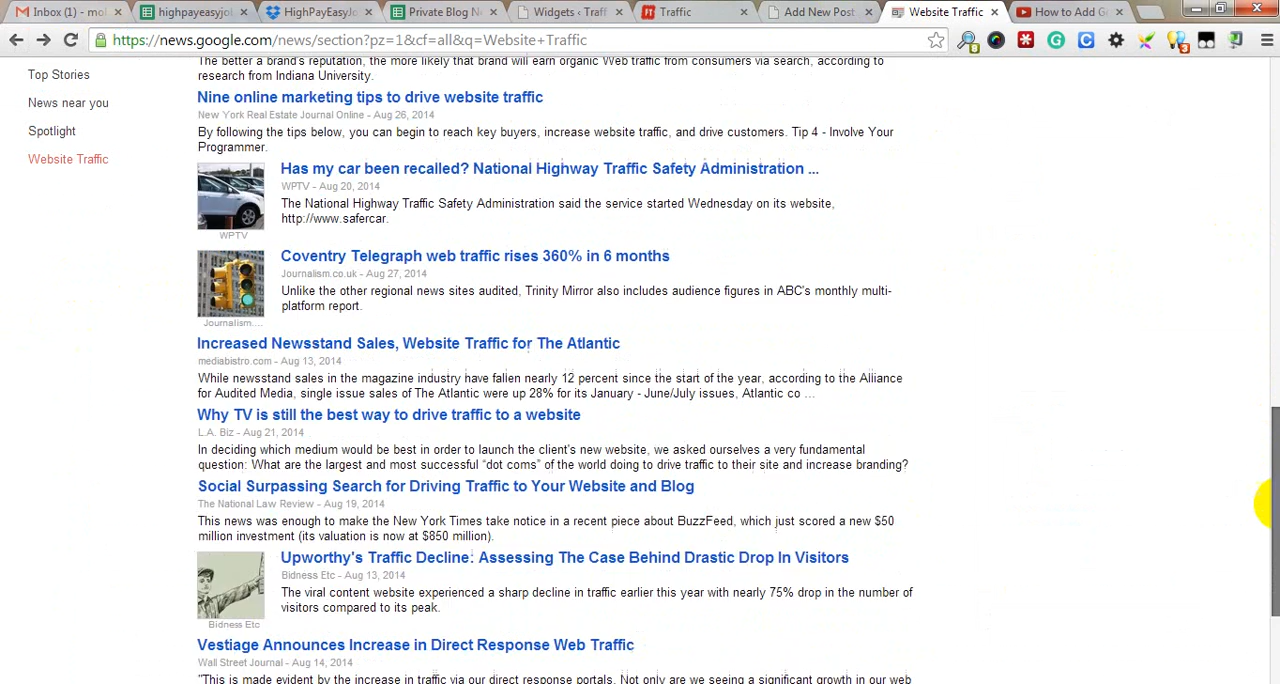 Inbox (1) - mol
highpayeasyjol
HighPayEasyJo
Private Blog N
Widgets ‹ Traff
Traffic
Add New Post
Website Traffic
How to Add G
https://news.google.com/news/section?pz=1&cf=all&q=Website+Traffic
Top Stories
News near you
Spotlight
Website Traffic
The better a brand's reputation, the more likely that brand will earn organic Web traffic from consumers via search, according to
research from Indiana University.
Nine online marketing tips to drive website traffic
New York Real Estate Journal Online - Aug 26, 2014
By following the tips below, you can begin to reach key buyers, increase website traffic, and drive customers. Tip 4 - Involve Your
Programmer.
Has my car been recalled? National Highway Traffic Safety Administration ...
WPTV - Aug 20, 2014
The National Highway Traffic Safety Administration said the service started Wednesday on its website,
http://www.safercar.
WPTV
Coventry Telegraph web traffic rises 360% in 6 months
Journalism.co.uk - Aug 27, 2014
Unlike the other regional news sites audited, Trinity Mirror also includes audience figures in ABC's monthly multi-
platform report.
Journalism....
Increased Newsstand Sales, Website Traffic for The Atlantic
mediabistro.com - Aug 13, 2014
While newsstand sales in the magazine industry have fallen nearly 12 percent since the start of the year, according to the Alliance
for Audited Media, single issue sales of The Atlantic were up 28% for its January - June/July issues, Atlantic co ...
Why TV is still the best way to drive traffic to a website
L.A. Biz - Aug 21, 2014
In deciding which medium would be best in order to launch the client's new website, we asked ourselves a very fundamental
question: What are the largest and most successful “dot coms” of the world doing to drive traffic to their site and increase branding?
Social Surpassing Search for Driving Traffic to Your Website and Blog
The National Law Review - Aug 19, 2014
This news was enough to make the New York Times take notice in a recent piece about BuzzFeed, which just scored a new $50
million investment (its valuation is now at $850 million).
Upworthy's Traffic Decline: Assessing The Case Behind Drastic Drop In Visitors
Bidness Etc - Aug 13, 2014
The viral content website experienced a sharp decline in traffic earlier this year with nearly 75% drop in the number of
visitors compared to its peak.
Bidness Etc
Vestiage Announces Increase in Direct Response Web Traffic
Wall Street Journal - Aug 14, 2014
"This is made evident by the increase in traffic via our direct response portals. Not only are we seeing a significant growth in our web